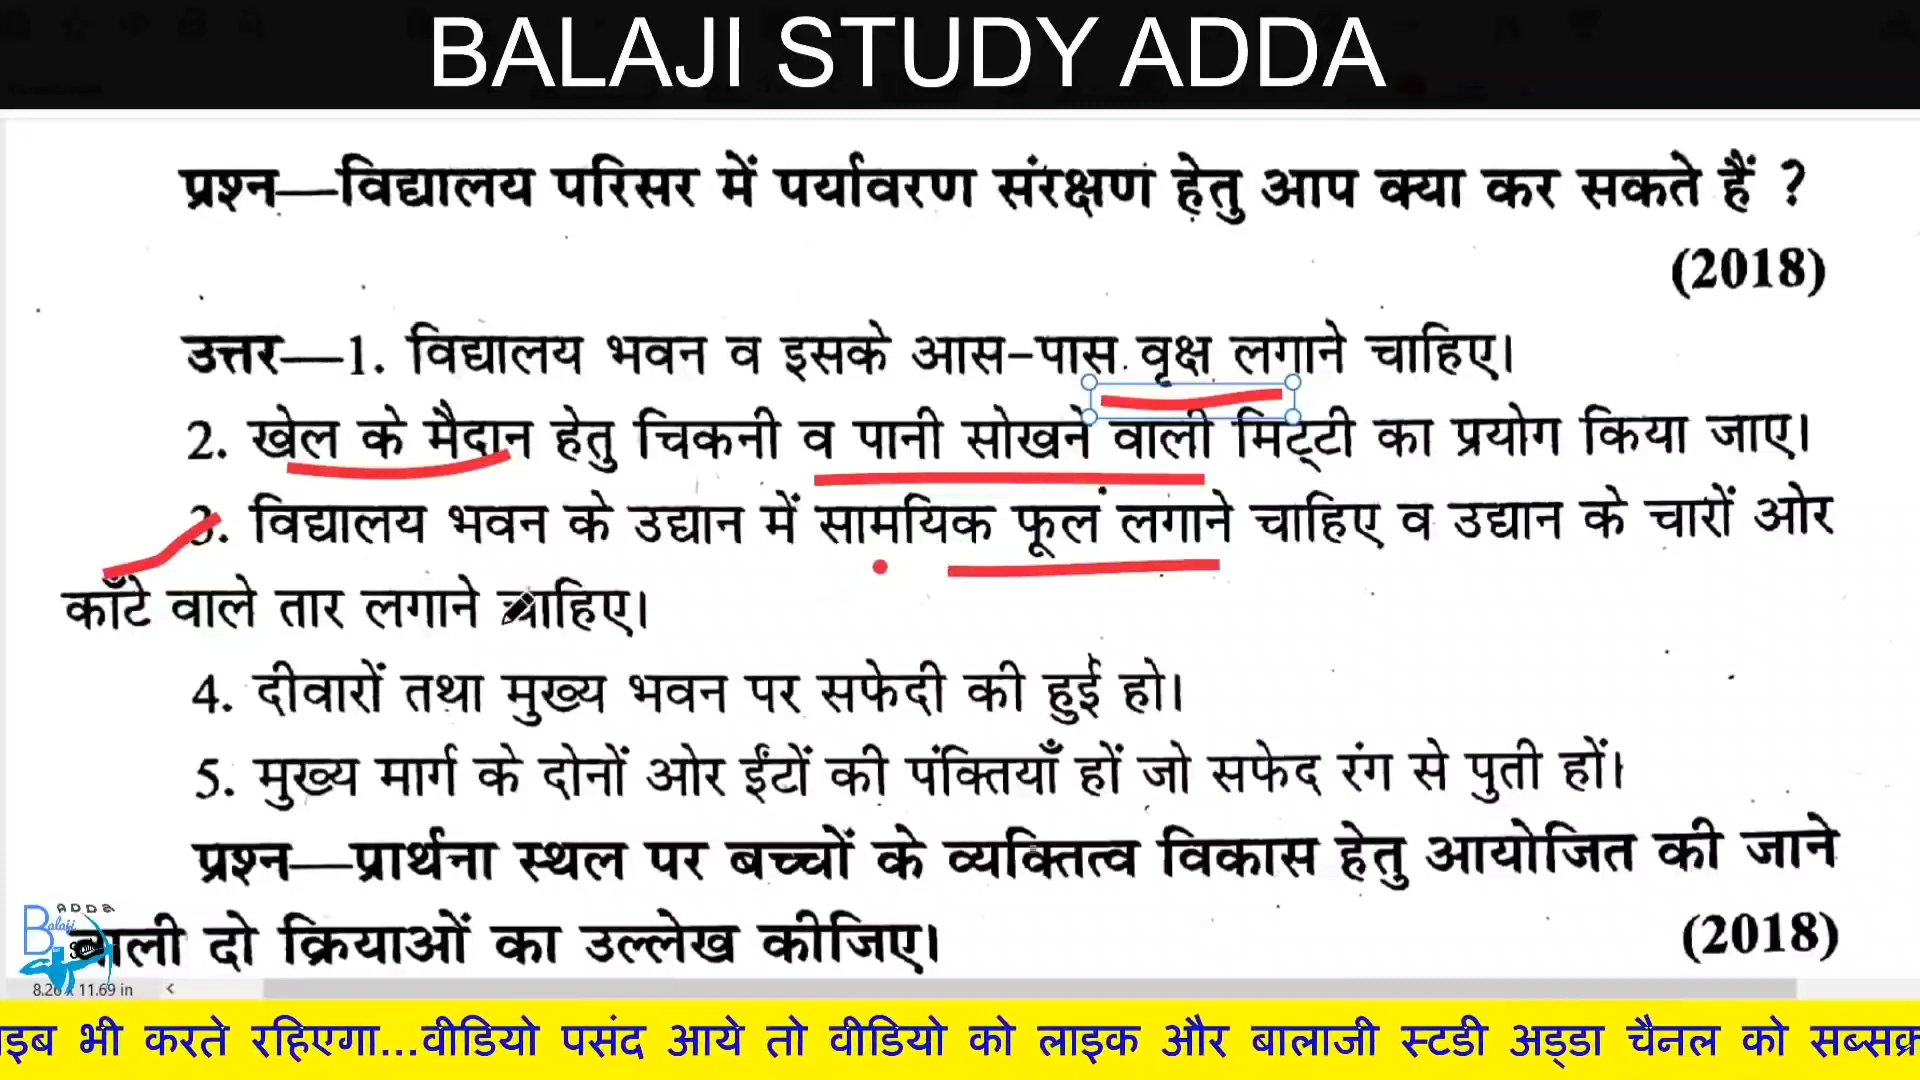 BALAJI STUDY ADDA
प्रश्न—विद्यालय परिसर में पर्यावरण संरक्षण हेतु आप क्या कर सकते हैं ?
(2018)
उत्तर—1. विद्यालय भवन व इसके आस-पास वृक्ष लगाने चाहिए।
2. खेल के मैदान हेतु चिकनी व पानी सोखने वाली मिट्टी का प्रयोग किया जाए।
3. विद्यालय भवन के उद्यान में सामयिक फूल लगाने चाहिए व उद्यान के चारों ओर
काँटे वाले तार लगाने चाहिए।
4. दीवारों तथा मुख्य भवन पर सफेदी की हुई हो।
5. मुख्य मार्ग के दोनों ओर ईंटों की पंक्तियाँ हों जो सफेद रंग से पुती हों।
प्रश्न—प्रार्थना स्थल पर बच्चों के व्यक्तित्व विकास हेतु आयोजित की जाने
वाली दो क्रियाओं का उल्लेख कीजिए। (2018)
ADDA
Balaji
8.26 x 11.69 in <
इब भी करते रहिएगा...वीडियो पसंद आये तो वीडियो को लाइक और बालाजी स्टडी अड्डा चैनल को सब्सक्र